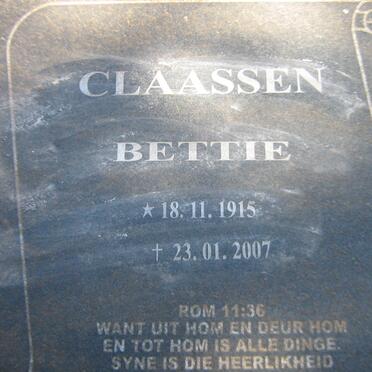 CLAASSEN
BETTIE
★ 18. 11. 1915
† 23. 01. 2007
ROM 11:36
WANT UIT HOM EN DEUR HOM
EN TOT HOM IS ALLE DINGE.
SYNE IS DIE HEERLIKHEID